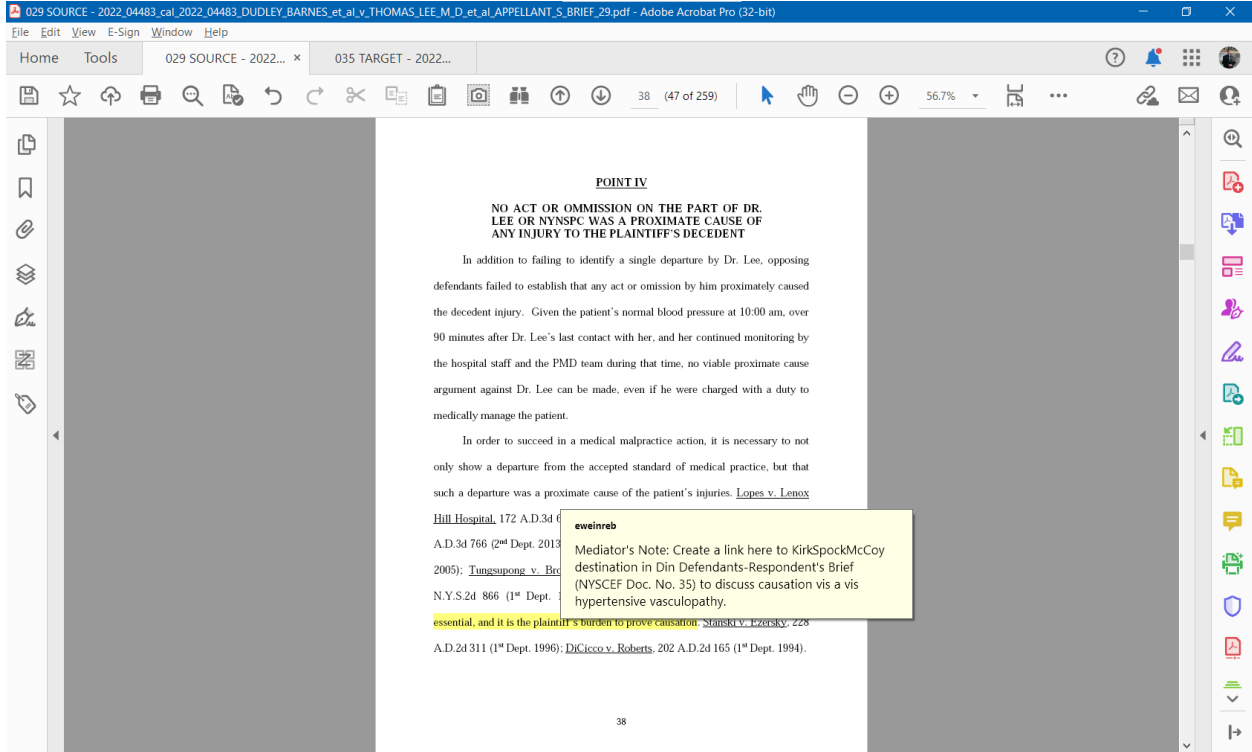 029 SOURCE - 2022_04483_cal_2022_04483_DUDLEY_BARNES_et_al_v_THOMAS_LEE_M_D_et_al_APPELLANT_S_BRIEF_29.pdf - Adobe Acrobat Pro (32-bit)
File Edit View E-Sign Window Help
Home Tools 029 SOURCE - 2022... × 035 TARGET - 2022...
38 (47 of 259) 56.7%
POINT IV
NO ACT OR OMMISSION ON THE PART OF DR.
LEE OR NYNSPC WAS A PROXIMATE CAUSE OF
ANY INJURY TO THE PLAINTIFF'S DECEDENT
In addition to failing to identify a single departure by Dr. Lee, opposing
defendants failed to establish that any act or omission by him proximately caused
the decedent injury. Given the patient's normal blood pressure at 10:00 am, over
90 minutes after Dr. Lee's last contact with her, and her continued monitoring by
the hospital staff and the PMD team during that time, no viable proximate cause
argument against Dr. Lee can be made, even if he were charged with a duty to
medically manage the patient.
In order to succeed in a medical malpractice action, it is necessary to not
only show a departure from the accepted standard of medical practice, but that
such a departure was a proximate cause of the patient's injuries. Lopes v. Lenox
Hill Hospital, 172 A.D.3d
A.D.3d 766 (2nd Dept. 2013
2005); Tungsupong v. Bro
N.Y.S.2d 866 (1st Dept.
eweinreb
Mediator's Note: Create a link here to KirkSpockMcCoy
destination in Din Defendants-Respondent's Brief
(NYSCEF Doc. No. 35) to discuss causation vis a vis
hypertensive vasculopathy.
essential, and it is the plaintiff's burden to prove causation. Stanski v. Ezersky, 228
A.D.2d 311 (1st Dept. 1996); DiCicco v. Roberts, 202 A.D.2d 165 (1st Dept. 1994).
38